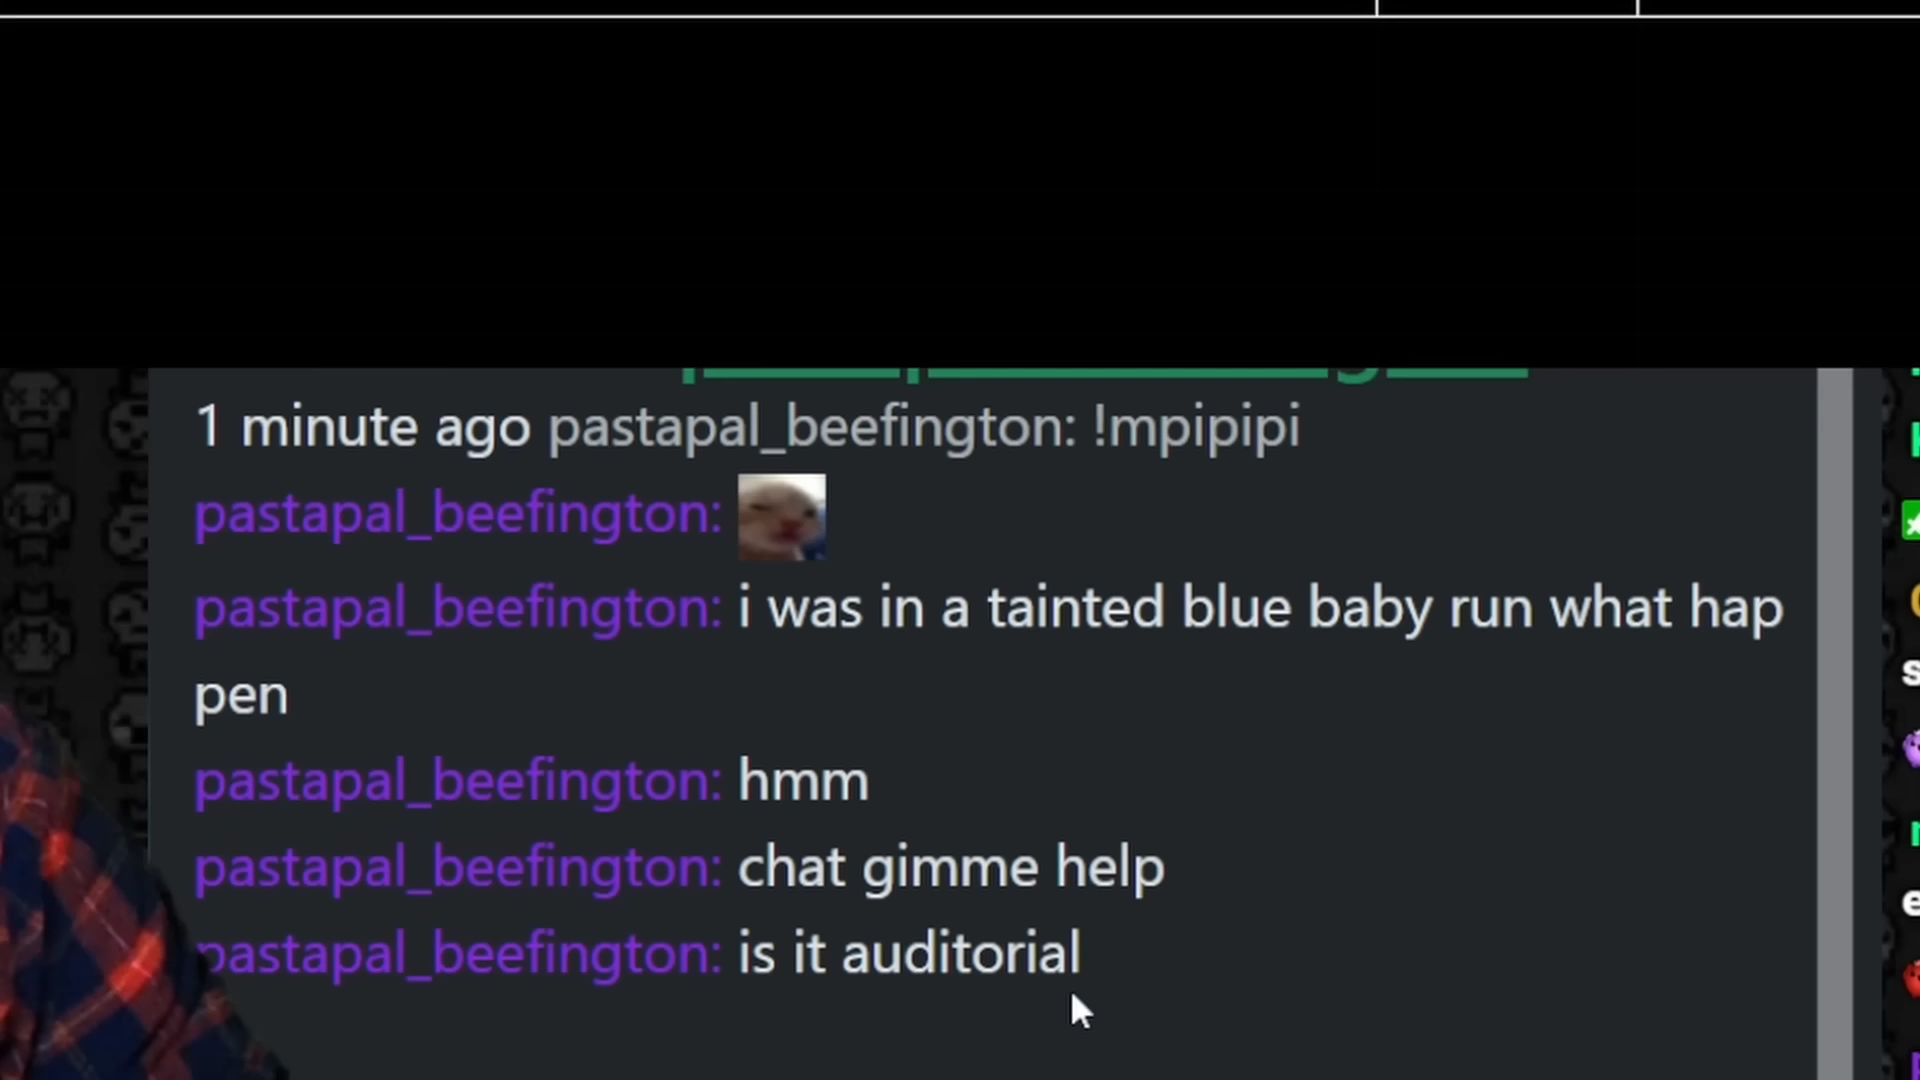 1 minute ago pastapal_beefington: !mpipipi
pastapal_beefington:
pastapal_beefington: i was in a tainted blue baby run what hap
pen
pastapal_beefington: hmm
pastapal_beefington: chat gimme help
pastapal_beefington: is it auditorial